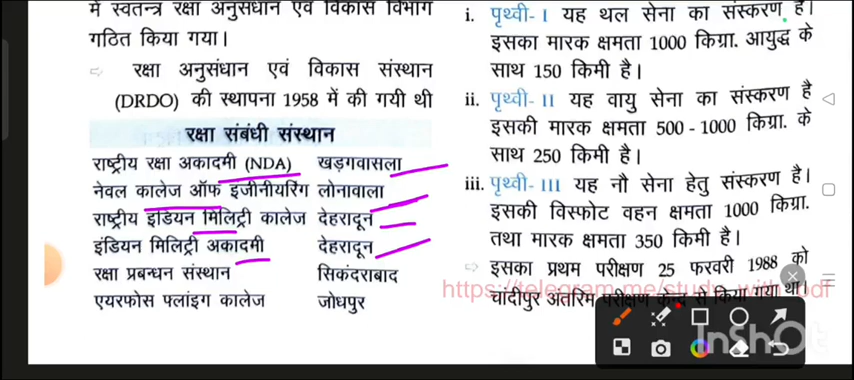 में स्वतन्त्र रक्षा अनुसंधान एवं विकास विभाग
गठित किया गया।
रक्षा अनुसंधान एवं विकास संस्थान
(DRDO) की स्थापना 1958 में की गयी थी
रक्षा संबंधी संस्थान
राष्ट्रीय रक्षा अकादमी (NDA) खड़गवासला
नेवल कालेज ऑफ इंजीनीयरिंग लोनावाला
राष्ट्रीय इंडियन मिलिट्री कालेज देहरादून
इंडियन मिलिट्री अकादमी देहरादून
रक्षा प्रबन्धन संस्थान सिकंदराबाद
एयरफोस फ्लाइंग कालेज जोधपुर
i. पृथ्वी- I यह थल सेना का संस्करण है।
इसका मारक क्षमता 1000 किग्रा. आयुद्ध के
साथ 150 किमी है।
ii. पृथ्वी- II यह वायु सेना का संस्करण है
इसकी मारक क्षमता 500 - 1000 किग्रा. के
साथ 250 किमी है।
iii. पृथ्वी- III यह नौ सेना हेतु संस्करण है।
इसकी विस्फोट वहन क्षमता 1000 किग्रा.
तथा मारक क्षमता 350 किमी है।
इसका प्रथम परीक्षण 25 फरवरी 1988 को
चादीपुर अंतरिम परीक्षण केन्द्र से किया गया था
https://telegram.me/study_with_pdf
InShOt